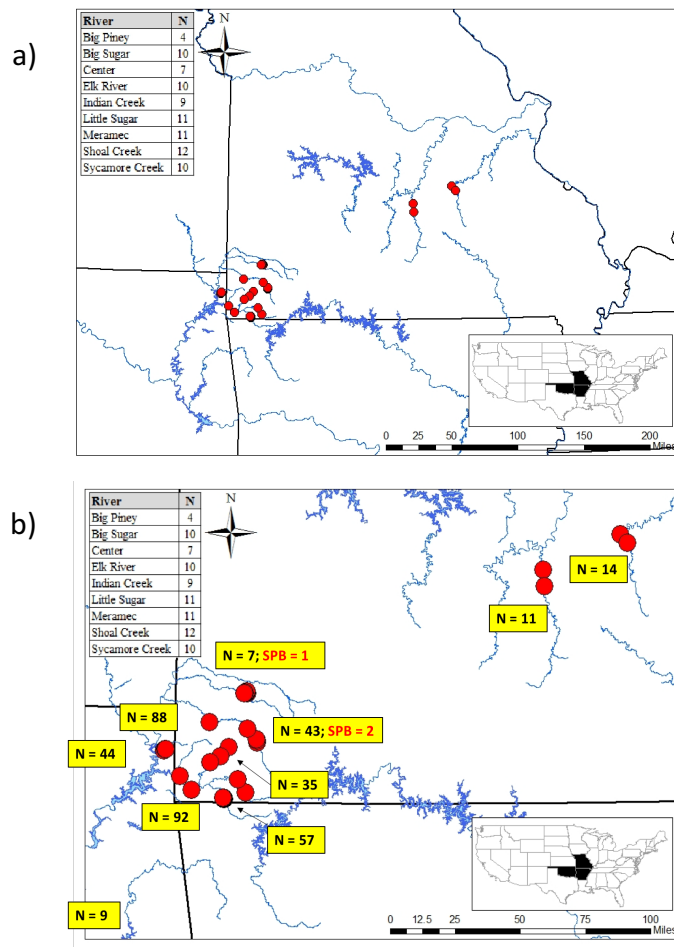 a)
River N
Big Piney 4
Big Sugar 10
Center 7
Elk River 10
Indian Creek 9
Little Sugar 11
Meramec 11
Shoal Creek 12
Sycamore Creek 10
N
0 25 50 100 150 200
Miles
b)
River N
Big Piney 4
Big Sugar 10
Center 7
Elk River 10
Indian Creek 9
Little Sugar 11
Meramec 11
Shoal Creek 12
Sycamore Creek 10
N
N = 14
N = 11
N = 7; SPB = 1
N = 88
N = 43; SPB = 2
N = 44
N = 35
N = 92
N = 57
N = 9
0 12.5 25 50 75 100
Miles